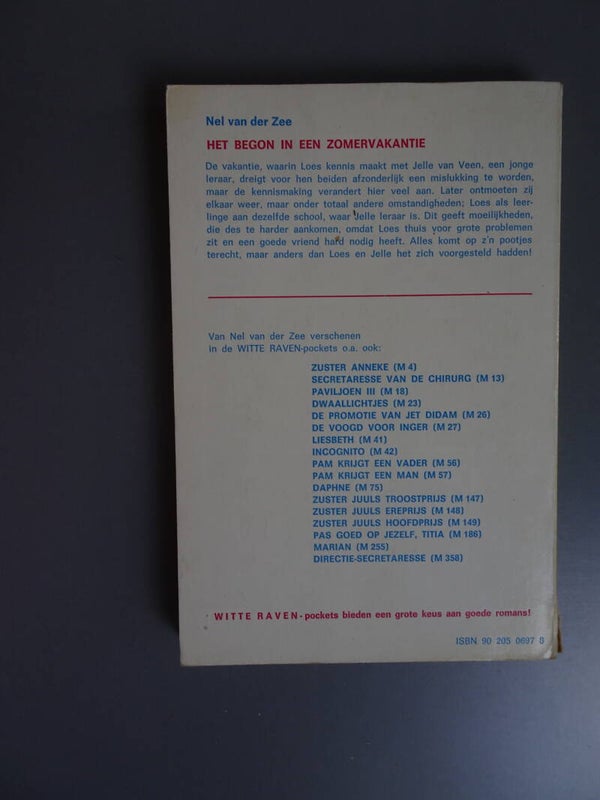 Nel van der Zee
HET BEGON IN EEN ZOMERVAKANTIE
De vakantie, waarin Loes kennis maakt met Jelle van Veen, een jonge
leraar, dreigt voor hen beiden afzonderlijk een mislukking te worden,
maar de kennismaking verandert hier veel aan. Later ontmoeten zij
elkaar weer, maar onder totaal andere omstandigheden; Loes als leer-
linge aan dezelfde school, waar Jelle leraar is. Dit geeft moeilijkheden,
die des te harder aankomen, omdat Loes thuis voor grote problemen
zit en een goede vriend hard nodig heeft. Alles komt op z'n pootjes
terecht, maar anders dan Loes en Jelle het zich voorgesteld hadden!
Van Nel van der Zee verschenen
in de WITTE RAVEN-pockets o.a. ook:
ZUSTER ANNEKE (M 4)
SECRETARESSE VAN DE CHIRURG (M 13)
PAVILJOEN III (M 18)
DWAALLICHTJES (M 23)
DE PROMOTIE VAN JET DIDAM (M 26)
DE VOOGD VOOR INGER (M 27)
LIESBETH (M 41)
INCOGNITO (M 42)
PAM KRIJGT EEN VADER (M 56)
PAM KRIJGT EEN MAN (M 57)
DAPHNE (M 75)
ZUSTER JUULS TROOSTPRIJS (M 147)
ZUSTER JUULS EREPRIJS (M 148)
ZUSTER JUULS HOOFDPRIJS (M 149)
PAS GOED OP JEZELF, TITIA (M 186)
MARIAN (M 255)
DIRECTIE-SECRETARESSE (M 358)
WITTE RAVEN-pockets bieden een grote keus aan goede romans!
ISBN 90 205 0697 8